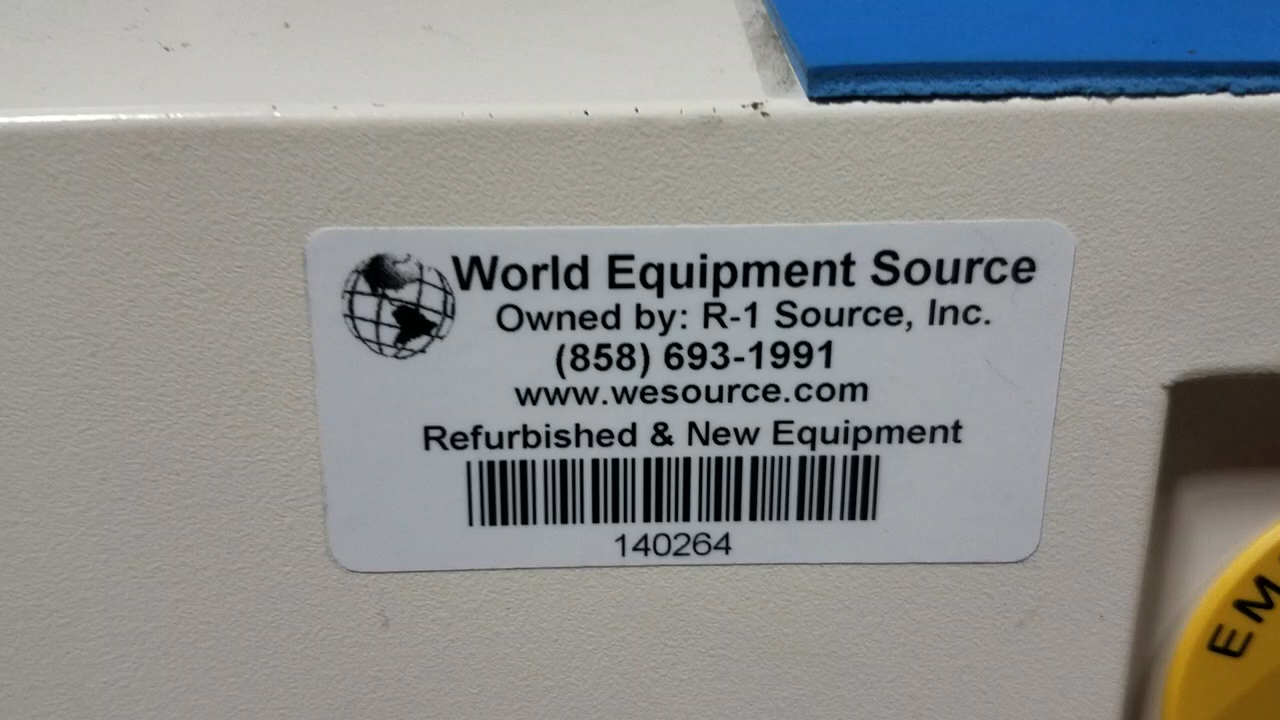 World Equipment Source
Owned by: R-1 Source, Inc.
(858) 693-1991
www.wesource.com
Refurbished & New Equipment
140264